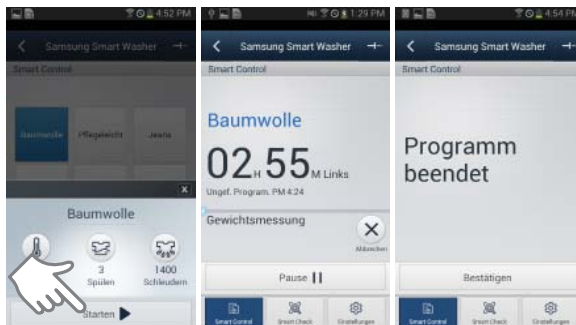 4:52 PM
Samsung Smart Washer
Smart Control
Baumwolle
Pflegeleicht
Jeans
x
Baumwolle
3
Spülen
1400
Schleudern
Starten
1:29 PM
Samsung Smart Washer
Smart Control
Baumwolle
02H 55M Links
Ungef. Program. PM 4:24
Gewichtsmessung
X
Abbrechen
Pause
Smart Control
Smart Check
Einstellungen
4:54 PM
Samsung Smart Washer
Smart Control
Programm
beendet
Bestätigen
Smart Control
Smart Check
Einstellungen